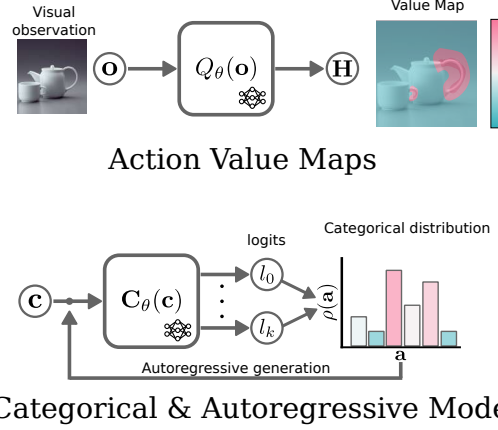 Visual
observation
Value Map
o
Qθ(o)
H
Action Value Maps
Categorical distribution
logits
c
Cθ(c)
l0
lk
ρ(a)
a
Autoregressive generation
Categorical & Autoregressive Mode